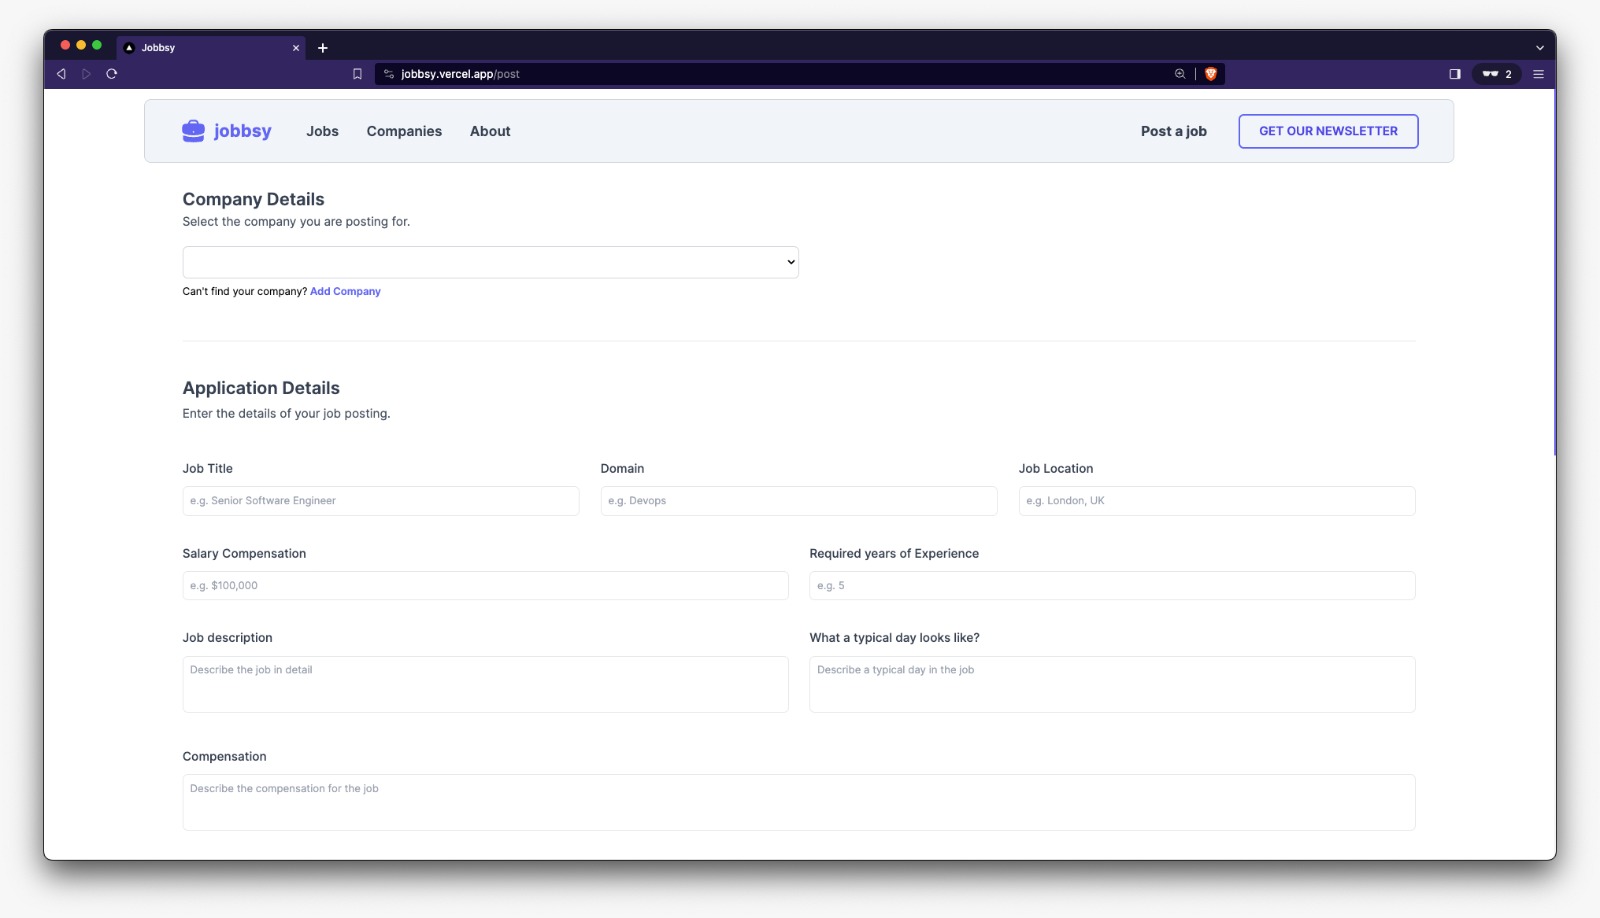 Jobbsy
jobbsy.vercel.app/post
2
jobbsy
Jobs
Companies
About
Post a job
GET OUR NEWSLETTER
Company Details
Select the company you are posting for.
Can't find your company? Add Company
Application Details
Enter the details of your job posting.
Job Title
Domain
Job Location
e.g. Senior Software Engineer
e.g. Devops
e.g. London, UK
Salary Compensation
Required years of Experience
e.g. $100,000
e.g. 5
Job description
What a typical day looks like?
Describe the job in detail
Describe a typical day in the job
Compensation
Describe the compensation for the job